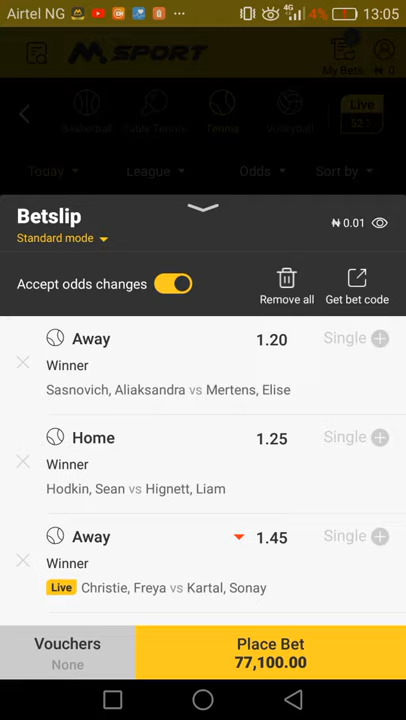 Airtel NG ... 4G 4% 13:05
M SPORT
My Bets
₦ 0
Basketball Table Tennis Tennis Volleyball Live
Today League Odds Sort by
Betslip
₦ 0.01
Standard mode
Accept odds changes
Remove all
Get bet code
Away 1.20 Single
Winner
Sasnovich, Aliaksandra vs Mertens, Elise
Home 1.25 Single
Winner
Hodkin, Sean vs Hignett, Liam
Away 1.45 Single
Winner
Live Christie, Freya vs Kartal, Sonay
Vouchers
None
Place Bet
77,100.00